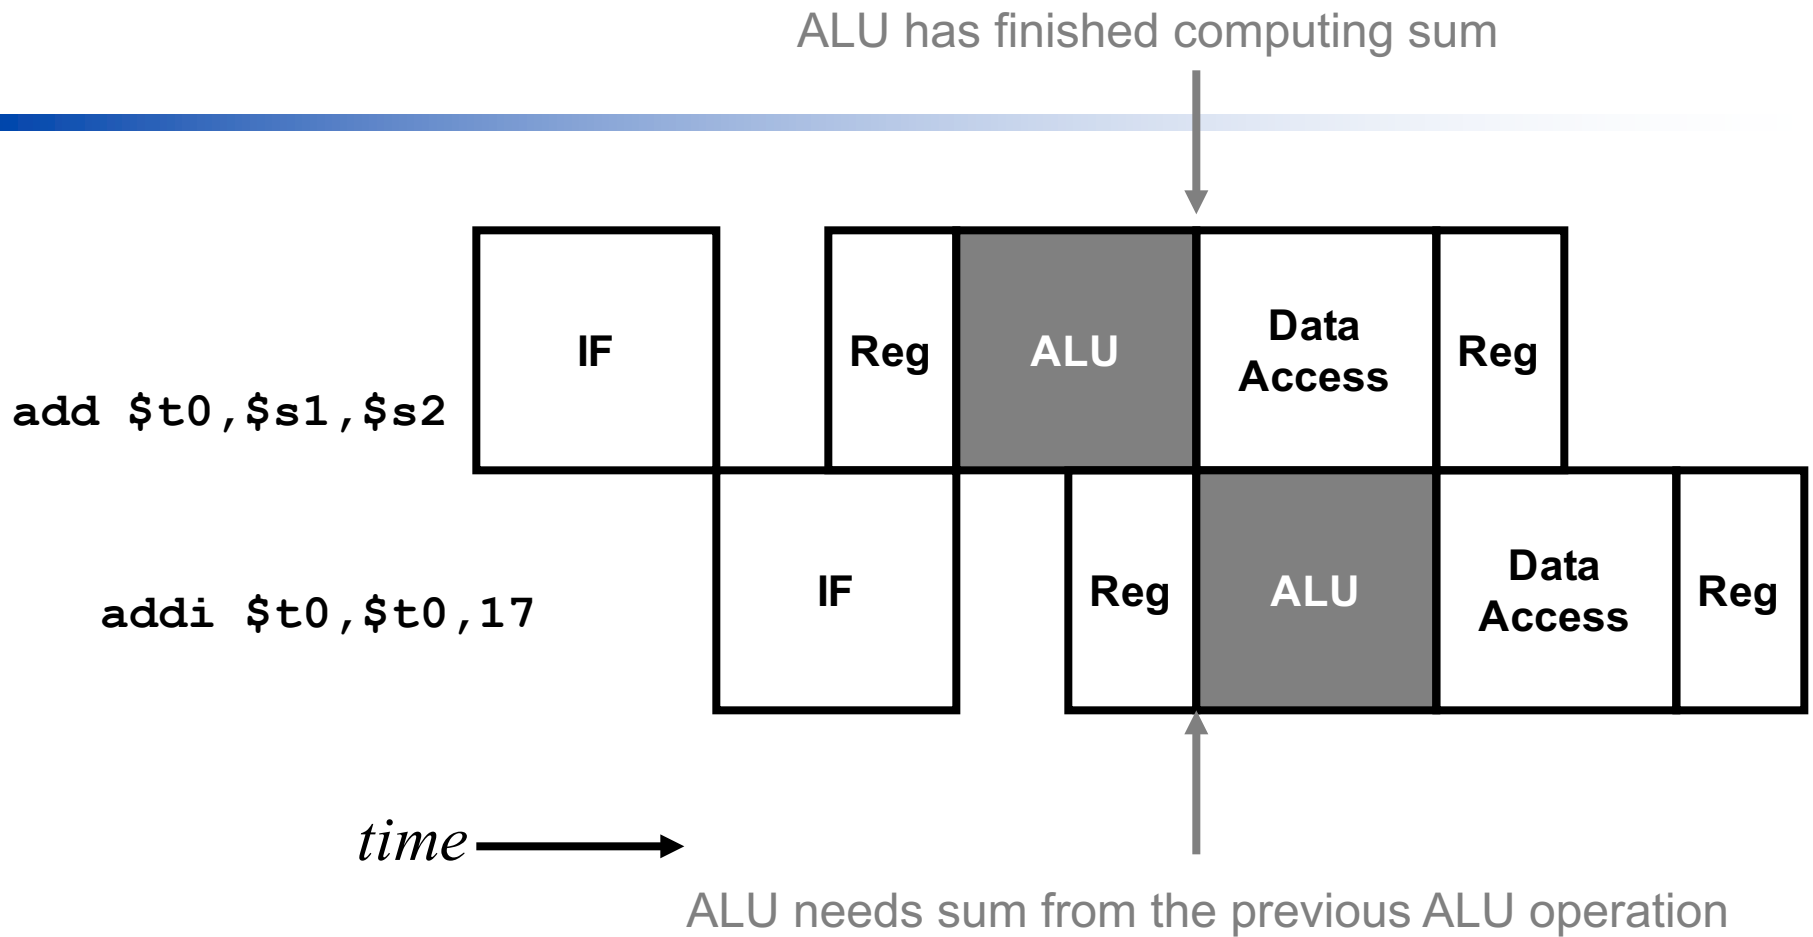 ALU has finished computing sum
IF
Reg
ALU
Data
Access
Reg
add $t0,$s1,$s2
IF
Reg
ALU
Data
Access
Reg
addi $t0,$t0,17
time
ALU needs sum from the previous ALU operation